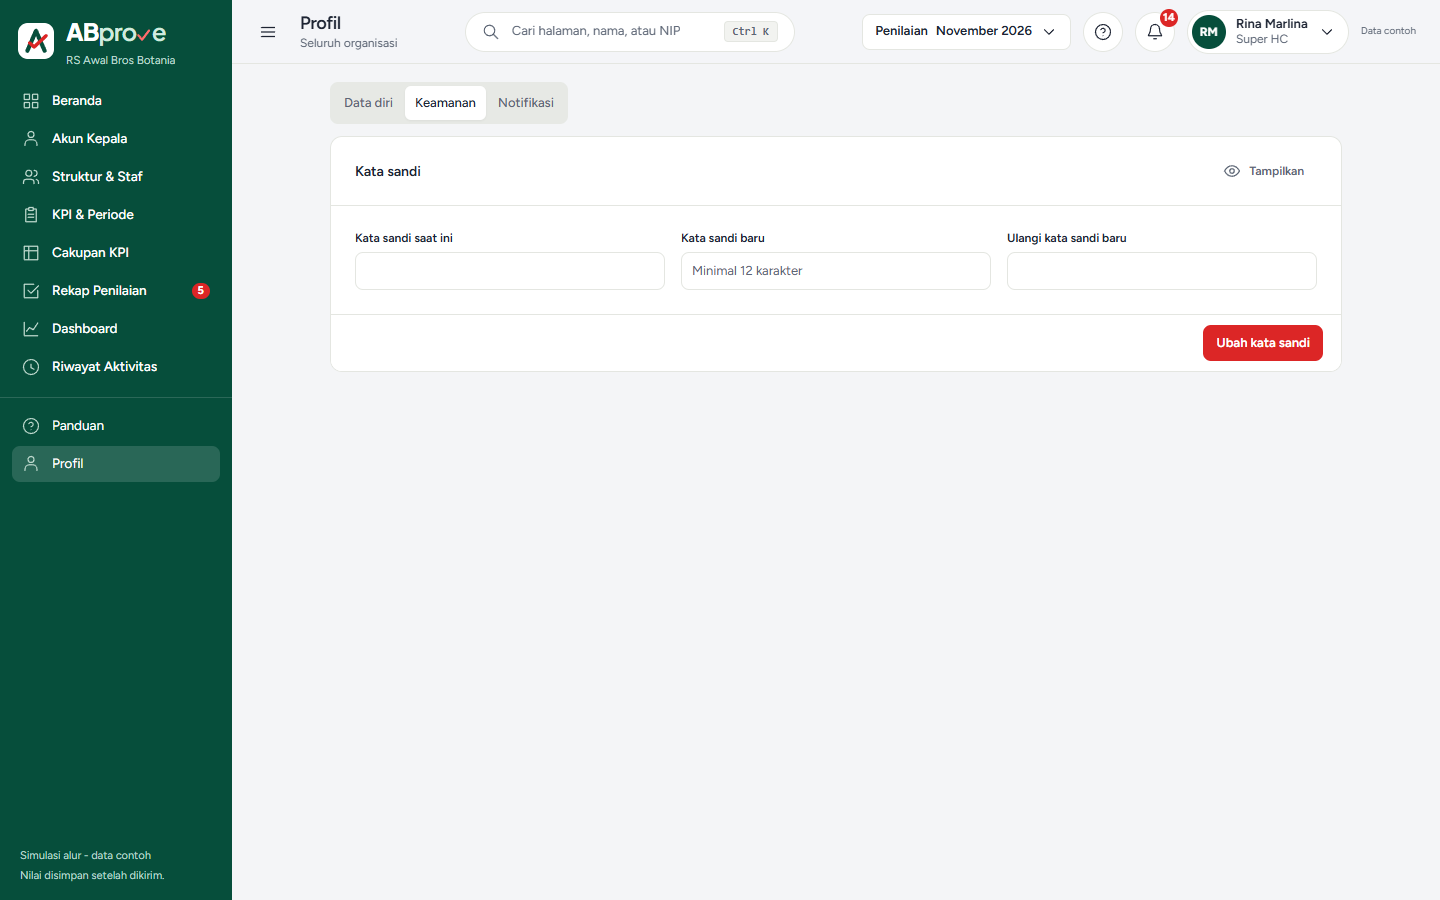 ABprove
RS Awal Bros Botania
Beranda
Akun Kepala
Struktur & Staf
KPI & Periode
Cakupan KPI
Rekap Penilaian 5
Dashboard
Riwayat Aktivitas
Panduan
Profil
Simulasi alur - data contoh
Nilai disimpan setelah dikirim.
Profil
Seluruh organisasi
Cari halaman, nama, atau NIP Ctrl K
Penilaian November 2026
14
RM
Rina Marlina
Super HC
Data contoh
Data diri Keamanan Notifikasi
Kata sandi Tampilkan
Kata sandi saat ini Kata sandi baru Ulangi kata sandi baru
Minimal 12 karakter
Ubah kata sandi